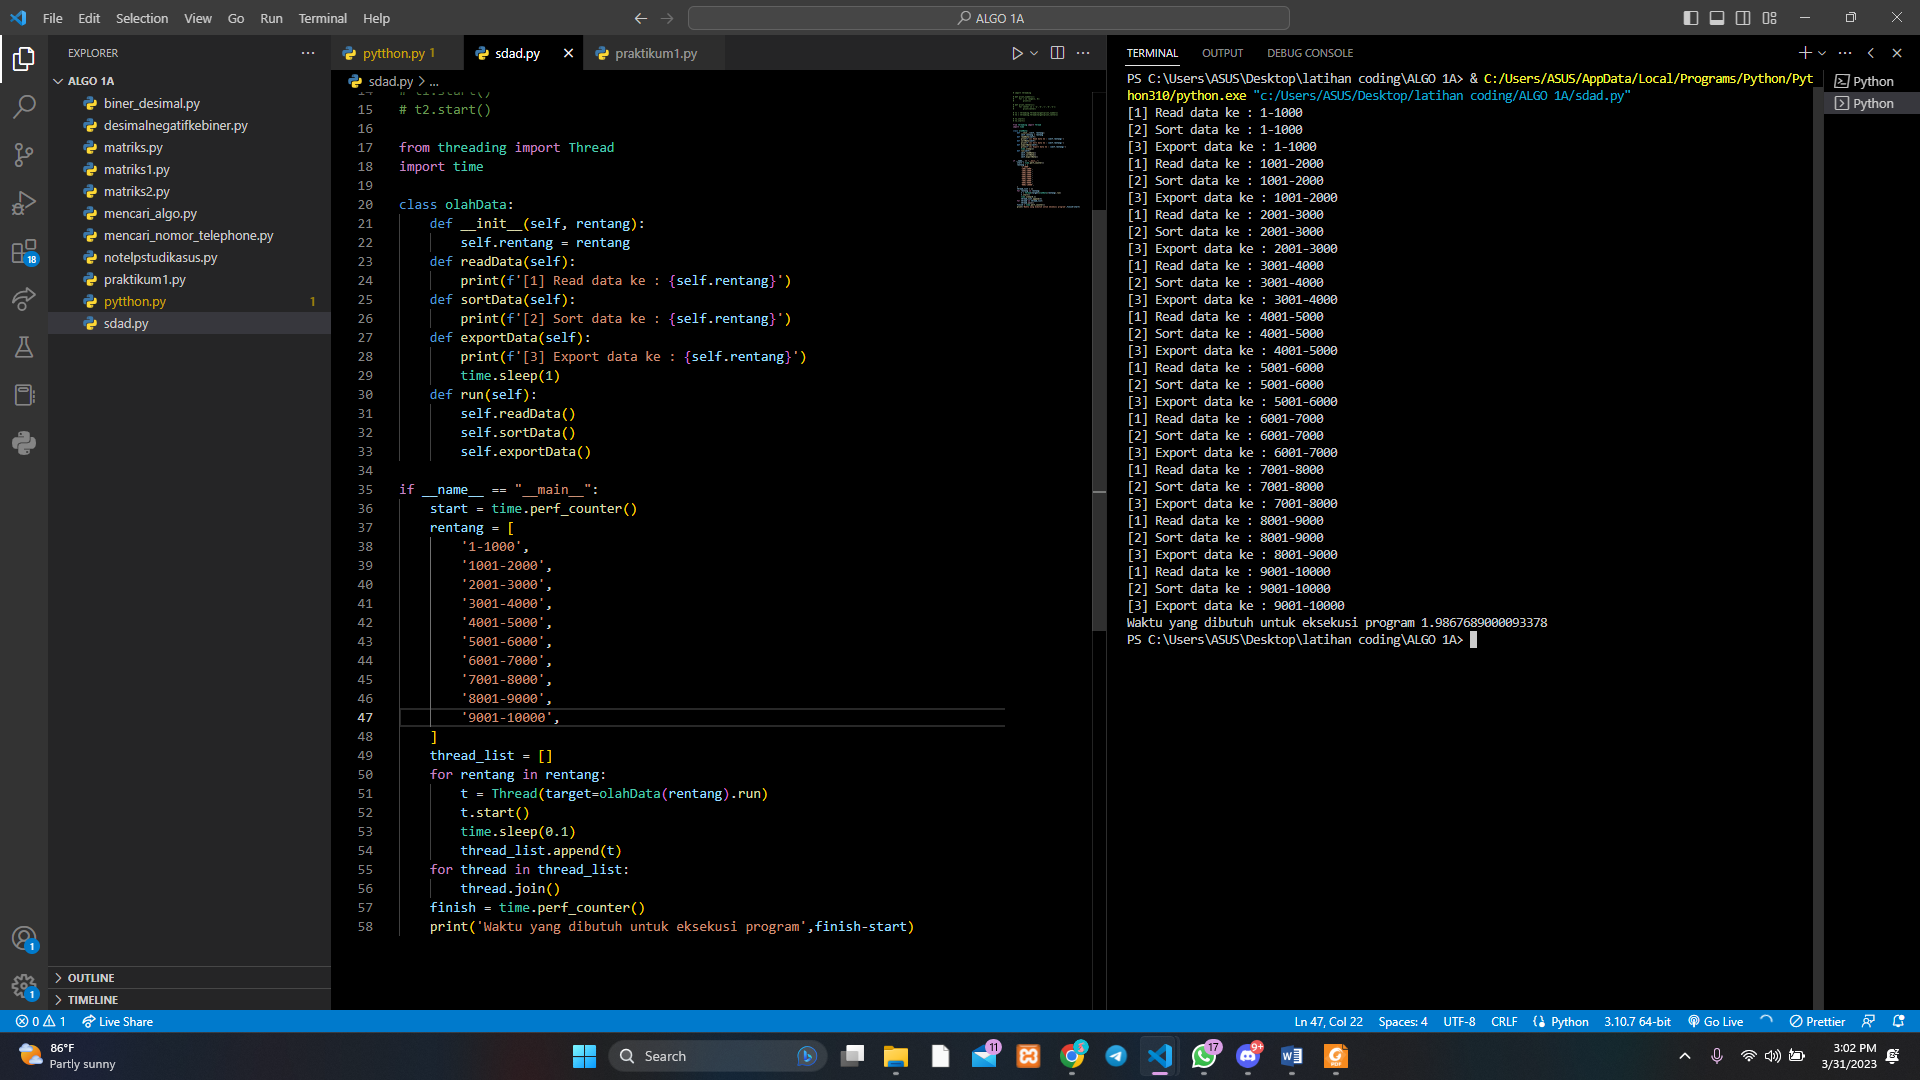 File Edit Selection View Go Run Terminal Help
ALGO 1A
EXPLORER
ALGO 1A
biner_desimal.py
desimalnegatifkebiner.py
matriks.py
matriks1.py
matriks2.py
mencari_algo.py
mencari_nomor_telephone.py
notelpstudikasus.py
praktikum1.py
pytthon.py 1
sdad.py
OUTLINE
TIMELINE
18
1
1
pytthon.py 1 sdad.py praktikum1.py
sdad.py > ...
14 # t1.start()
15 # t2.start()
16
17 from threading import Thread
18 import time
19
20 class olahData:
21 def __init__(self, rentang):
22 self.rentang = rentang
23 def readData(self):
24 print(f'[1] Read data ke : {self.rentang}')
25 def sortData(self):
26 print(f'[2] Sort data ke : {self.rentang}')
27 def exportData(self):
28 print(f'[3] Export data ke : {self.rentang}')
29 time.sleep(1)
30 def run(self):
31 self.readData()
32 self.sortData()
33 self.exportData()
34
35 if __name__ == "__main__":
36 start = time.perf_counter()
37 rentang = [
38 '1-1000',
39 '1001-2000',
40 '2001-3000',
41 '3001-4000',
42 '4001-5000',
43 '5001-6000',
44 '6001-7000',
45 '7001-8000',
46 '8001-9000',
47 '9001-10000',
48 ]
49 thread_list = []
50 for rentang in rentang:
51 t = Thread(target=olahData(rentang).run)
52 t.start()
53 time.sleep(0.1)
54 thread_list.append(t)
55 for thread in thread_list:
56 thread.join()
57 finish = time.perf_counter()
58 print('Waktu yang dibutuh untuk eksekusi program',finish-start)
TERMINAL OUTPUT DEBUG CONSOLE
PS C:\Users\ASUS\Desktop\latihan coding\ALGO 1A> & C:/Users/ASUS/AppData/Local/Programs/Python/Pyt
hon310/python.exe "c:/Users/ASUS/Desktop/latihan coding/ALGO 1A/sdad.py"
[1] Read data ke : 1-1000
[2] Sort data ke : 1-1000
[3] Export data ke : 1-1000
[1] Read data ke : 1001-2000
[2] Sort data ke : 1001-2000
[3] Export data ke : 1001-2000
[1] Read data ke : 2001-3000
[2] Sort data ke : 2001-3000
[3] Export data ke : 2001-3000
[1] Read data ke : 3001-4000
[2] Sort data ke : 3001-4000
[3] Export data ke : 3001-4000
[1] Read data ke : 4001-5000
[2] Sort data ke : 4001-5000
[3] Export data ke : 4001-5000
[1] Read data ke : 5001-6000
[2] Sort data ke : 5001-6000
[3] Export data ke : 5001-6000
[1] Read data ke : 6001-7000
[2] Sort data ke : 6001-7000
[3] Export data ke : 6001-7000
[1] Read data ke : 7001-8000
[2] Sort data ke : 7001-8000
[3] Export data ke : 7001-8000
[1] Read data ke : 8001-9000
[2] Sort data ke : 8001-9000
[3] Export data ke : 8001-9000
[1] Read data ke : 9001-10000
[2] Sort data ke : 9001-10000
[3] Export data ke : 9001-10000
Waktu yang dibutuh untuk eksekusi program 1.9867689000093378
PS C:\Users\ASUS\Desktop\latihan coding\ALGO 1A>
Python
Python
0 1 Live Share
Ln 47, Col 22 Spaces: 4 UTF-8 CRLF Python 3.10.7 64-bit Go Live Prettier
86°F
Partly sunny
Search
11
3
17
9+
3:02 PM
3/31/2023